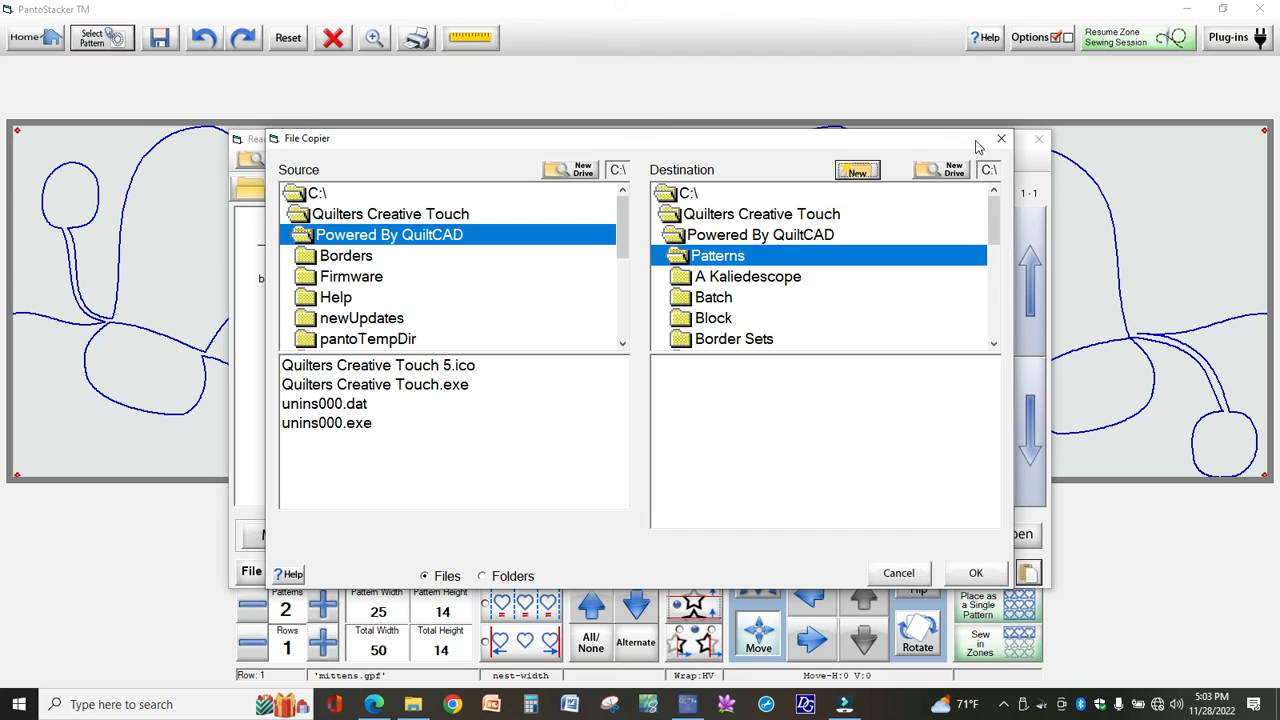 PantoStacker TM
Home Select Pattern Reset ?Help Options Resume Zone Sewing Session Plug-ins
File Copier
Source New Drive C:\ Destination New New Drive C:\
1 - 1
C:\
Quilters Creative Touch
Powered By QuiltCAD
Borders
Firmware
Help
newUpdates
pantoTempDir
C:\
Quilters Creative Touch
Powered By QuiltCAD
Patterns
A Kaliedescope
Batch
Block
Border Sets
Quilters Creative Touch 5.ico
Quilters Creative Touch.exe
unins000.dat
unins000.exe
File ?Help Files Folders Cancel OK
Patterns 2 Pattern Width 25 Pattern Height 14
Rows 1 Total Width 50 Total Height 14
All/None Alternate Move Flip Rotate
Place as a Single Pattern
Sew in Zones
Row: 1 'mittens.gpf' nest-width Wrap:HV Move-H: 0 V: 0
Type here to search 71°F 5:03 PM
11/28/2022